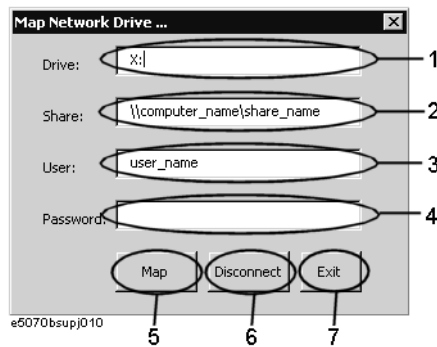 Map Network Drive ...
Drive: X: 1
Share: \\computer_name\share_name 2
User: user_name 3
Password: 4
Map Disconnect Exit
e5070bsupj010
5 6 7